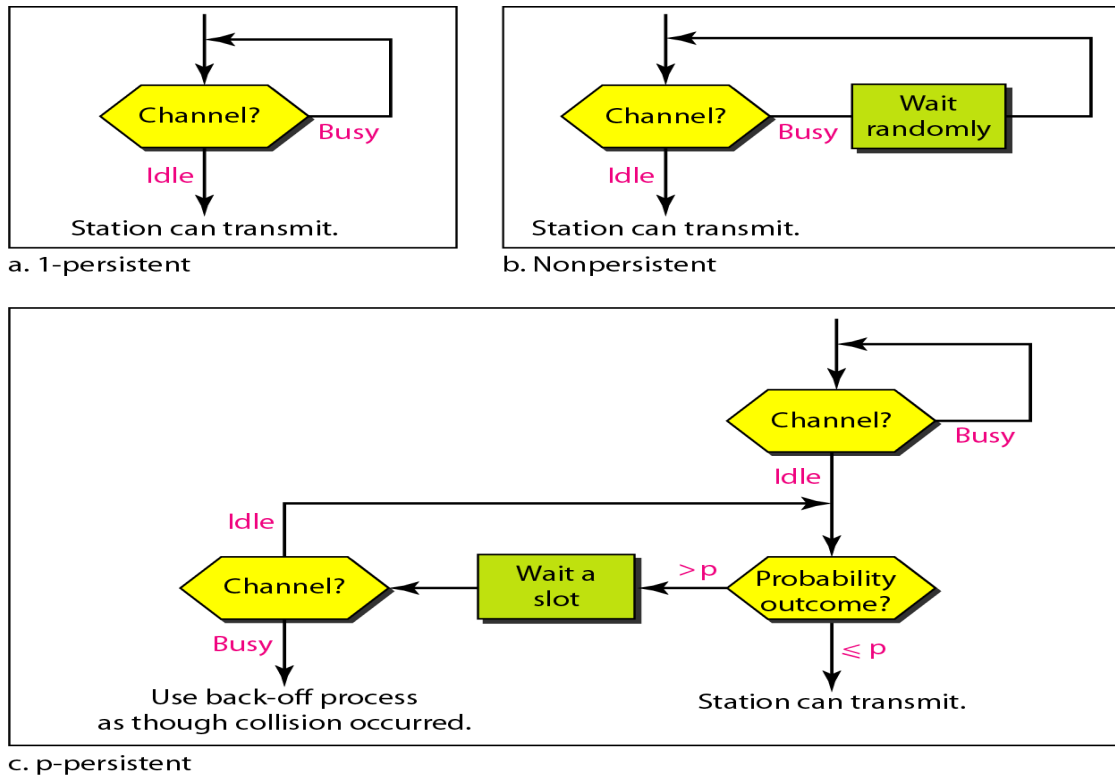 Channel?
Busy
Idle
Station can transmit.
a. 1-persistent
Channel?
Busy
Wait
randomly
Idle
Station can transmit.
b. Nonpersistent
Channel?
Busy
Idle
Idle
Channel?
Wait a
slot
>p
Probability
outcome?
Busy
≤ p
Use back-off process
as though collision occurred.
Station can transmit.
c. p-persistent